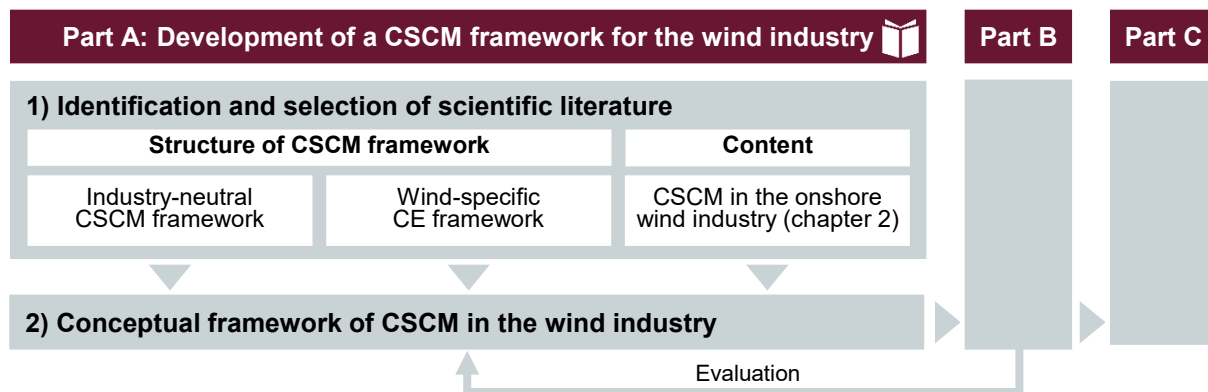 Part A: Development of a CSCM framework for the wind industry
Part B
Part C
1) Identification and selection of scientific literature
Structure of CSCM framework
Content
Industry-neutral
CSCM framework
Wind-specific
CE framework
CSCM in the onshore
wind industry (chapter 2)
2) Conceptual framework of CSCM in the wind industry
Evaluation